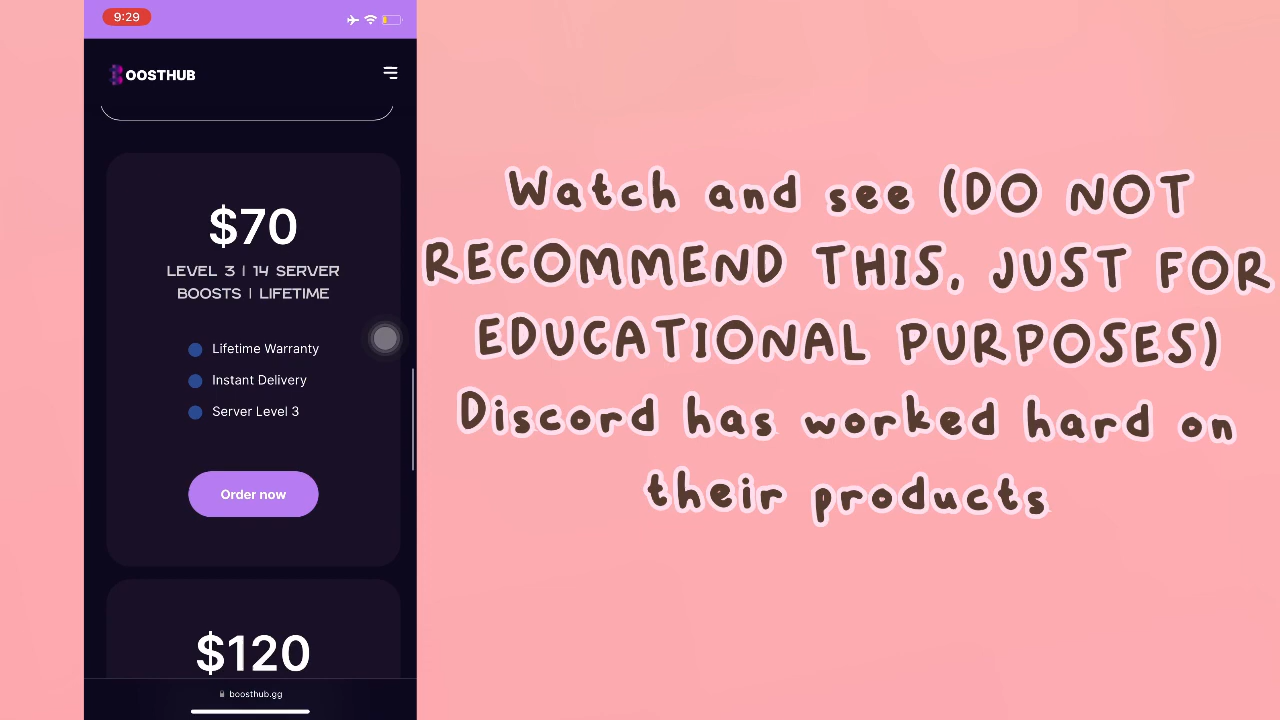 9:29
BOOSTHUB
$70
LEVEL 3 | 14 SERVER
BOOSTS | LIFETIME
Lifetime Warranty
Instant Delivery
Server Level 3
Order now
$120
boosthub.gg
Watch and see (DO NOT
RECOMMEND THIS, JUST FOR
EDUCATIONAL PURPOSES)
Discord has worked hard on
their products